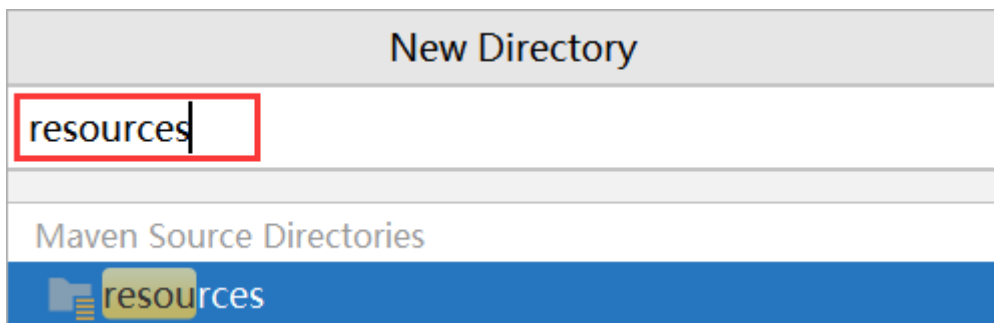 New Directory
resources
Maven Source Directories
resources